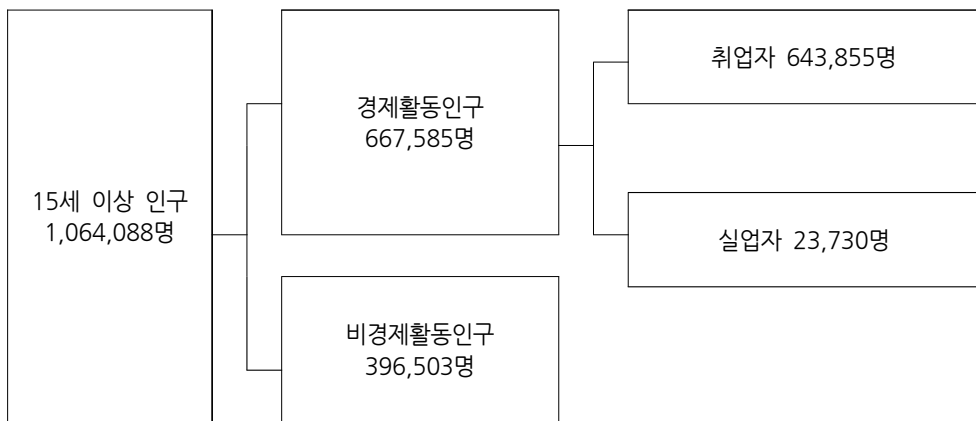 15세 이상 인구
1,064,088명
경제활동인구
667,585명
비경제활동인구
396,503명
취업자 643,855명
실업자 23,730명